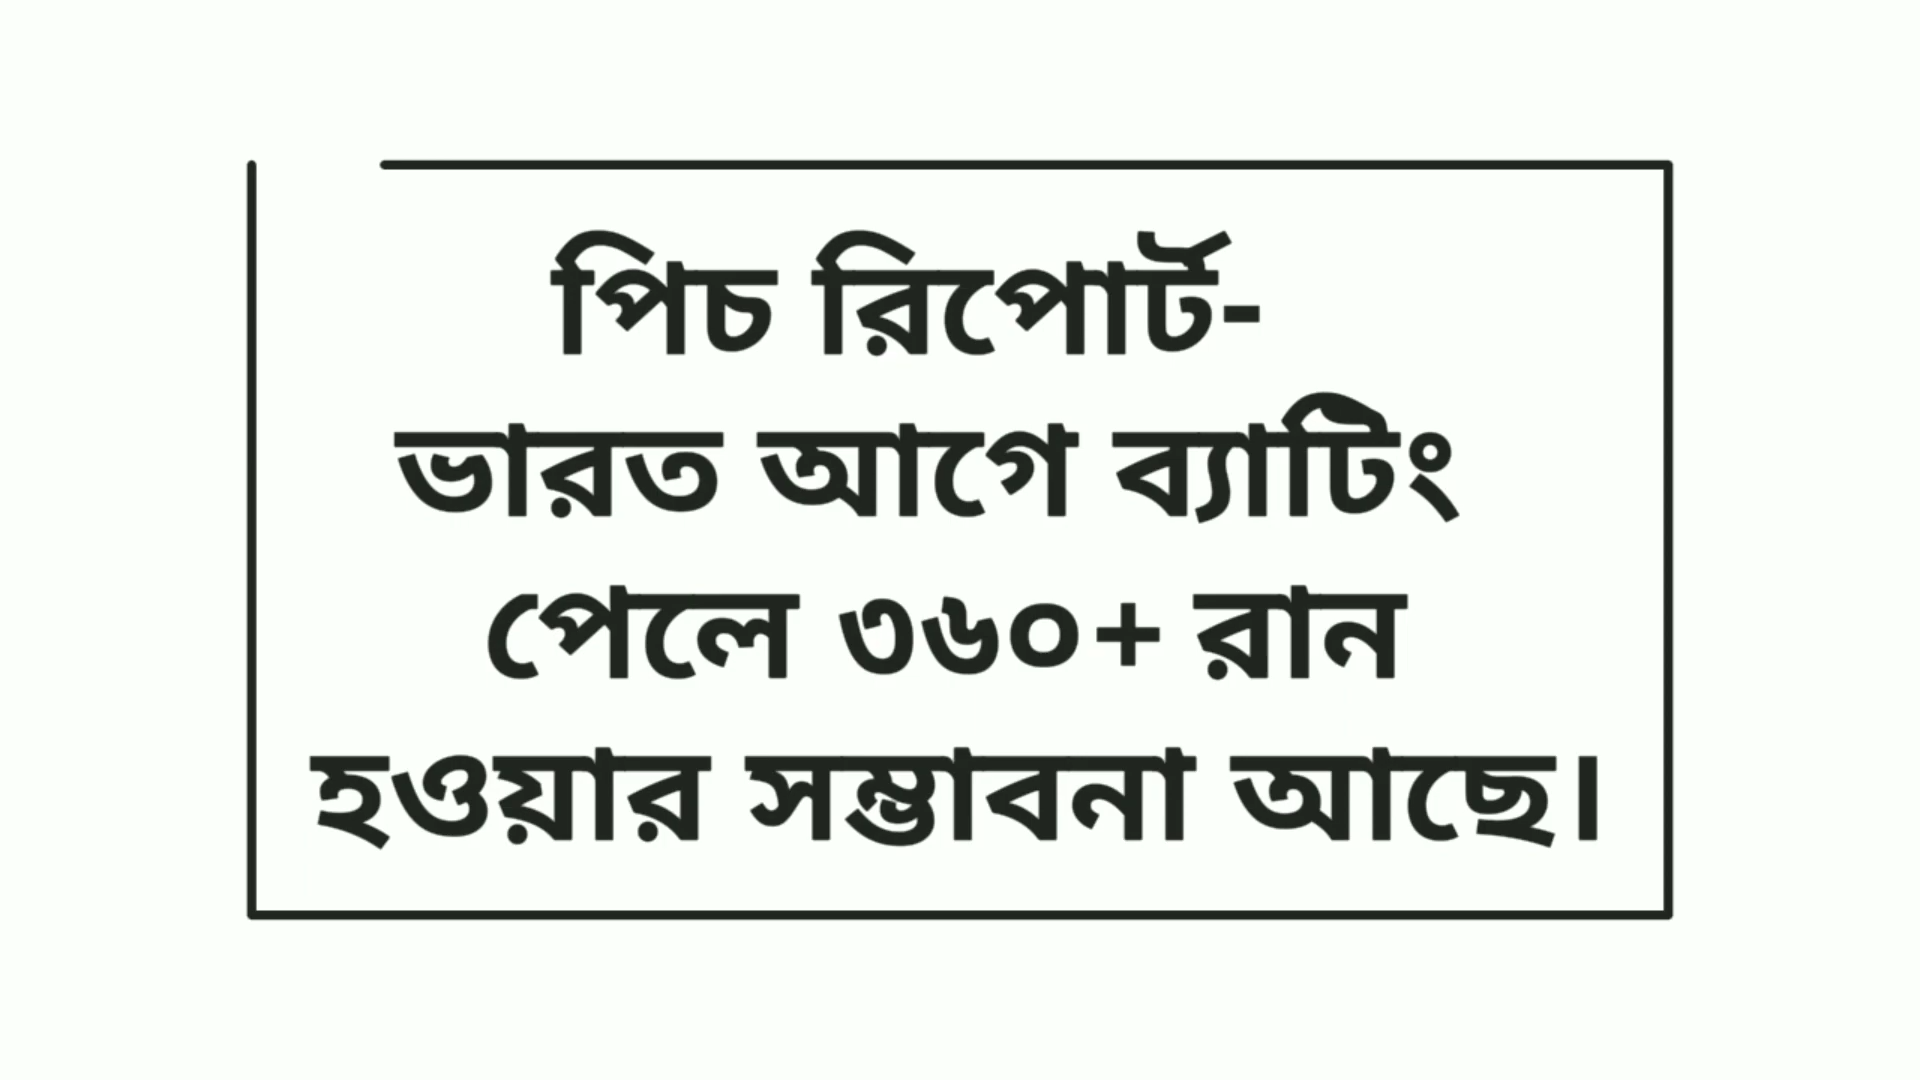 পিচ রিপোর্ট-
ভারত আগে ব্যাটিং
পেলে ৩৬০+ রান
হওয়ার সম্ভাবনা আছে।